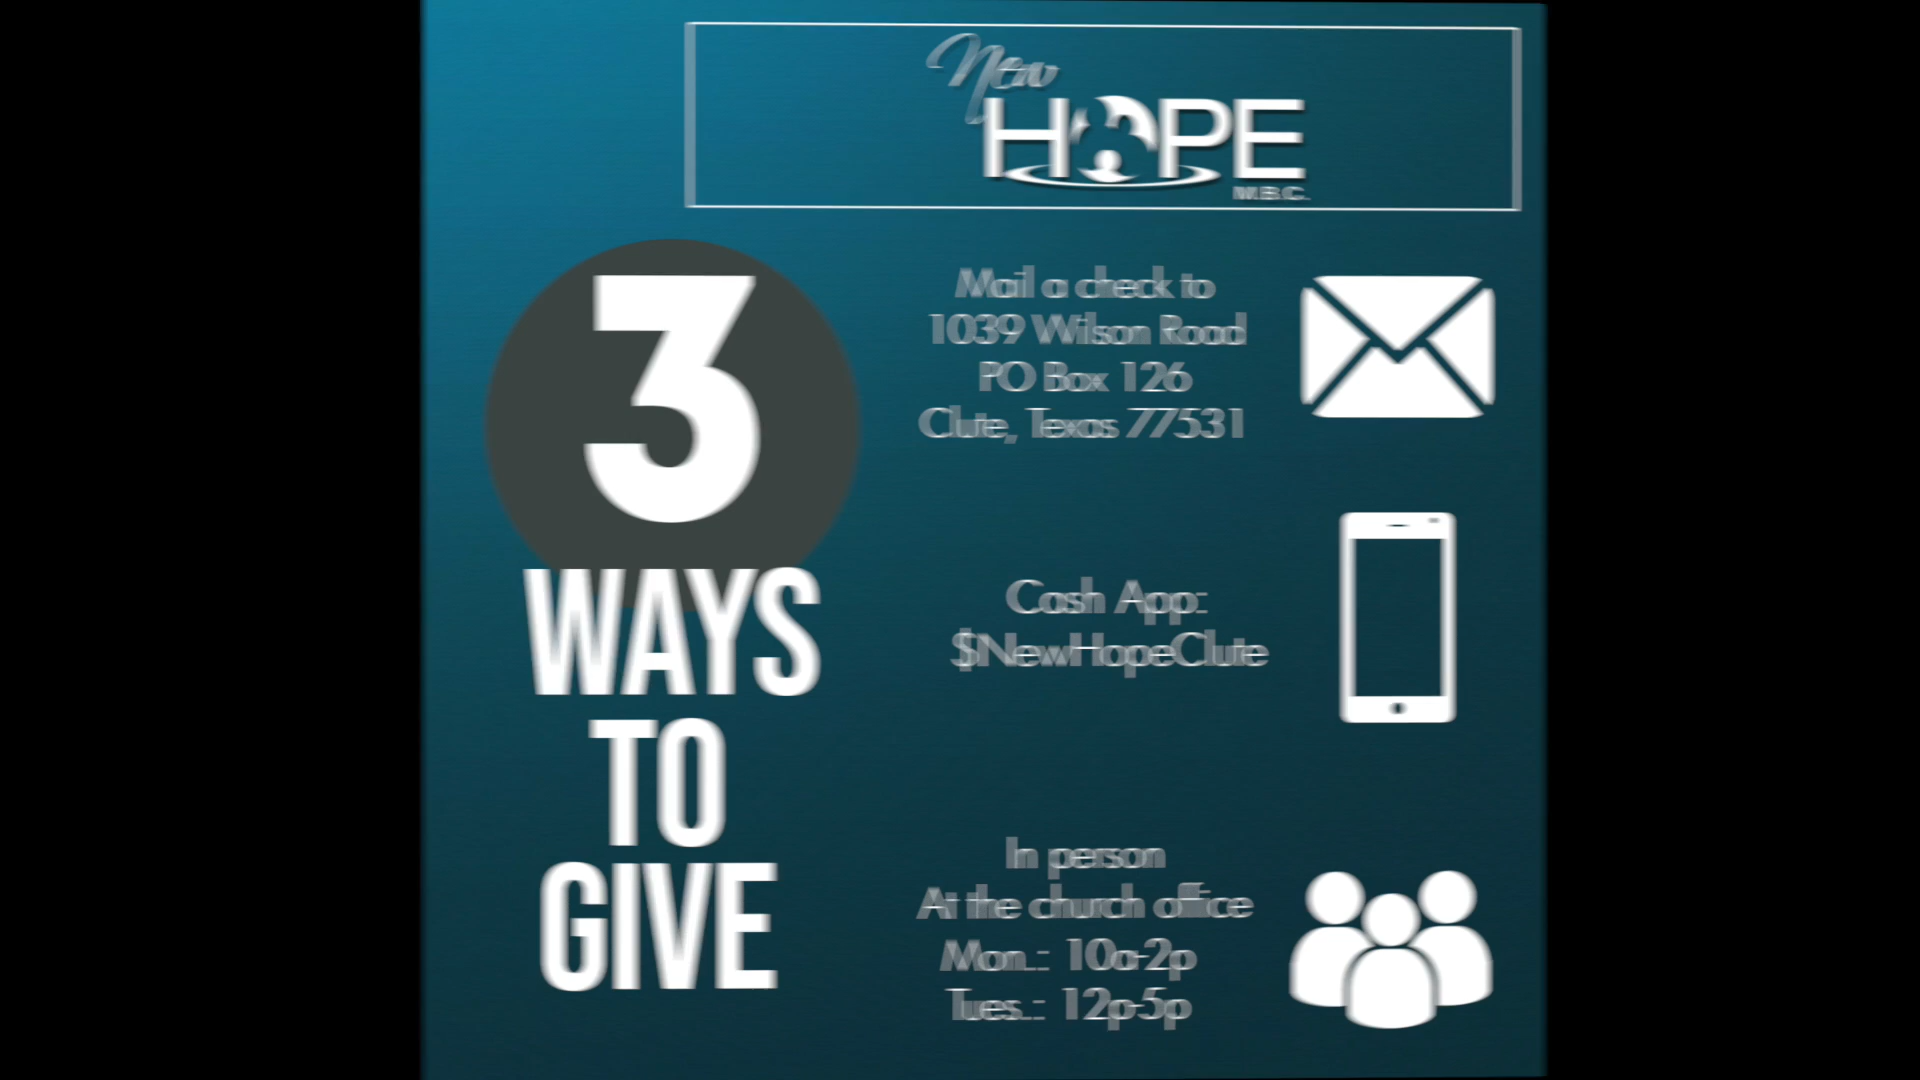 New
HOPE
M.B.C.
3
WAYS
TO
GIVE
Mail a check to
1039 Wilson Road
PO Box 126
Clute, Texas 77531
Cash App:
$NewHopeClute
In person
At the church office
Mon.: 10a-2p
Tues.: 12p-5p